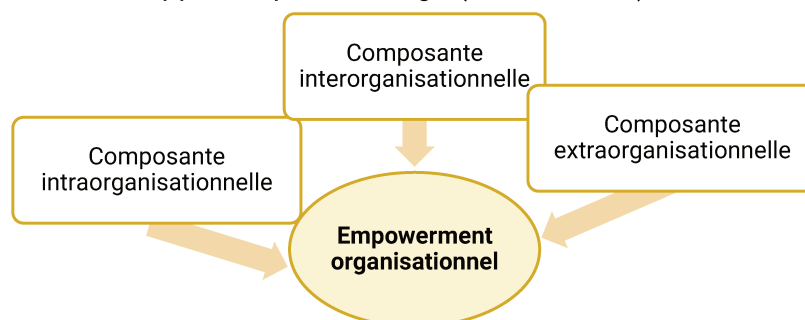 Composante
interorganisationnelle
Composante
extraorganisationnelle
Composante
intraorganisationnelle
Empowerment
organisationnel